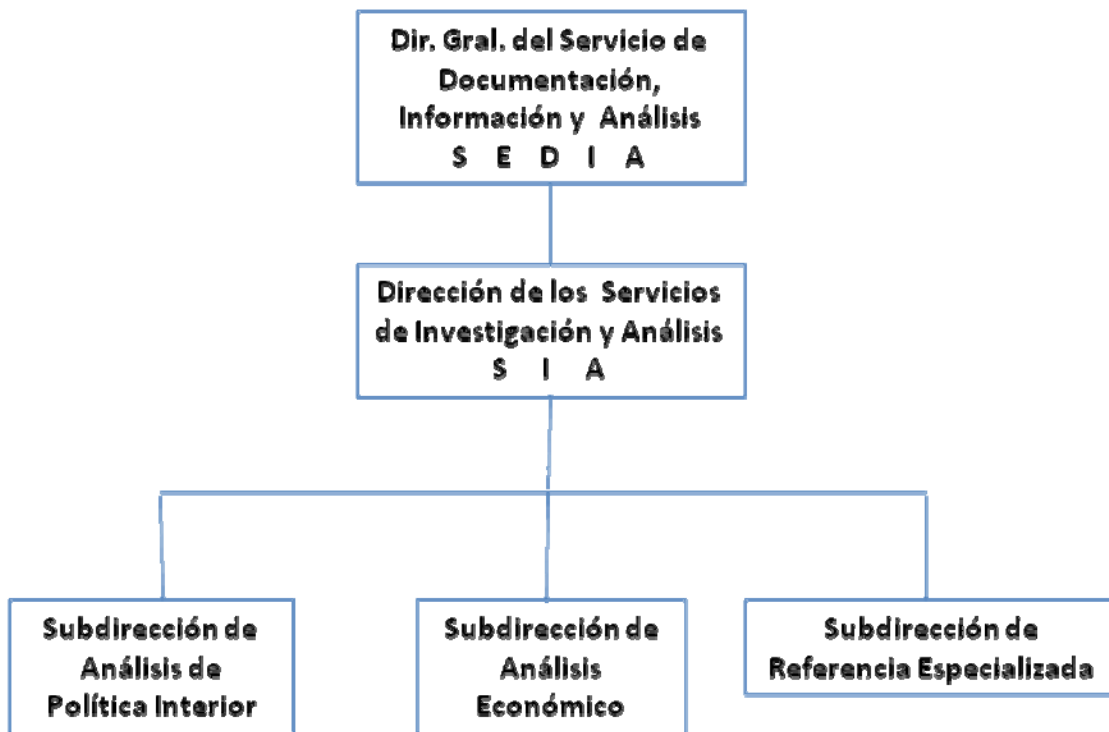 Dir. Gral. del Servicio de
Documentación,
Información y Análisis
S E D I A
Dirección de los Servicios
de Investigación y Análisis
S I A
Subdirección de
Análisis de
Política Interior
Subdirección de
Análisis
Económico
Subdirección de
Referencia Especializada